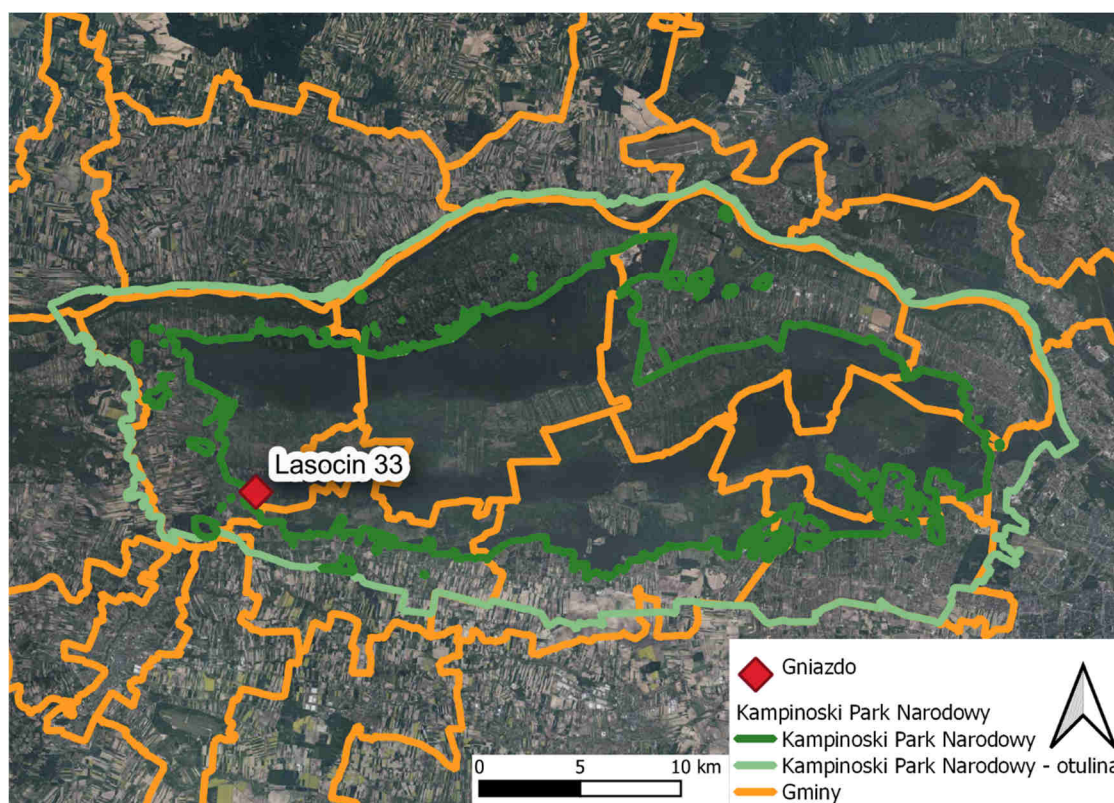 Lasocin 33
Gniazdo
Kampinoski Park Narodowy
Kampinoski Park Narodowy
Kampinoski Park Narodowy - otulina
Gminy
0 5 10 km